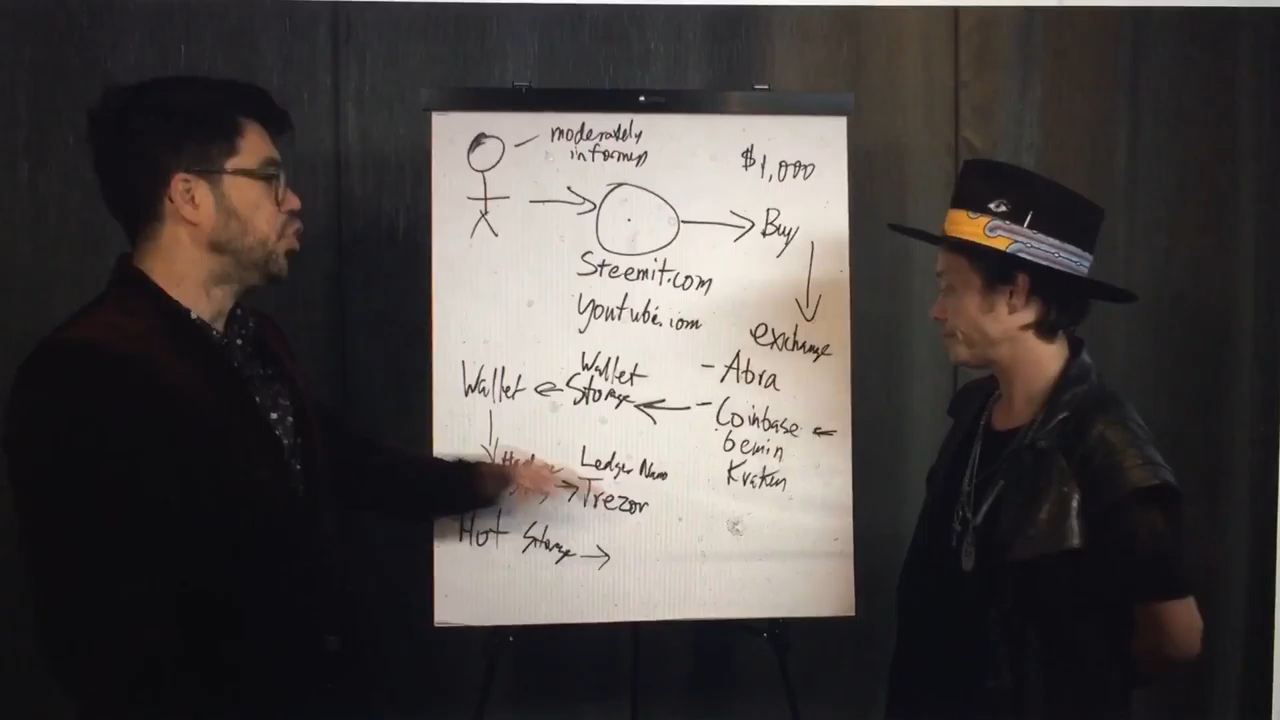 moderately
informed
$1,000
Buy
Steemit.com
youtube.com
exchange
- Abra
- Coinbase
Gemin
Kraken
Wallet
Storage
Wallet
Ledger Nano
Trezor
Hot Storage